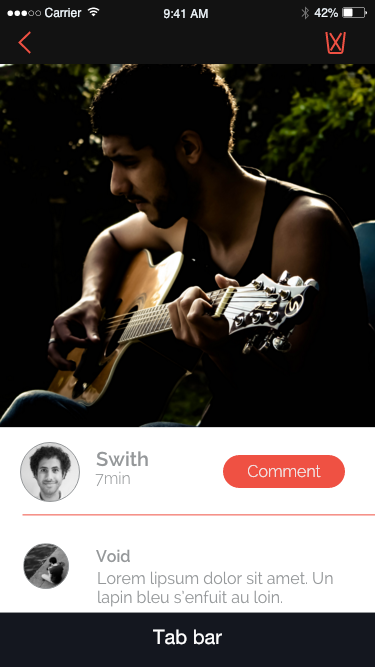 Carrier 9:41 AM 42%
Swith
7min
Comment
Void
Lorem lipsum dolor sit amet. Un
lapin bleu s'enfuit au loin.
Tab bar